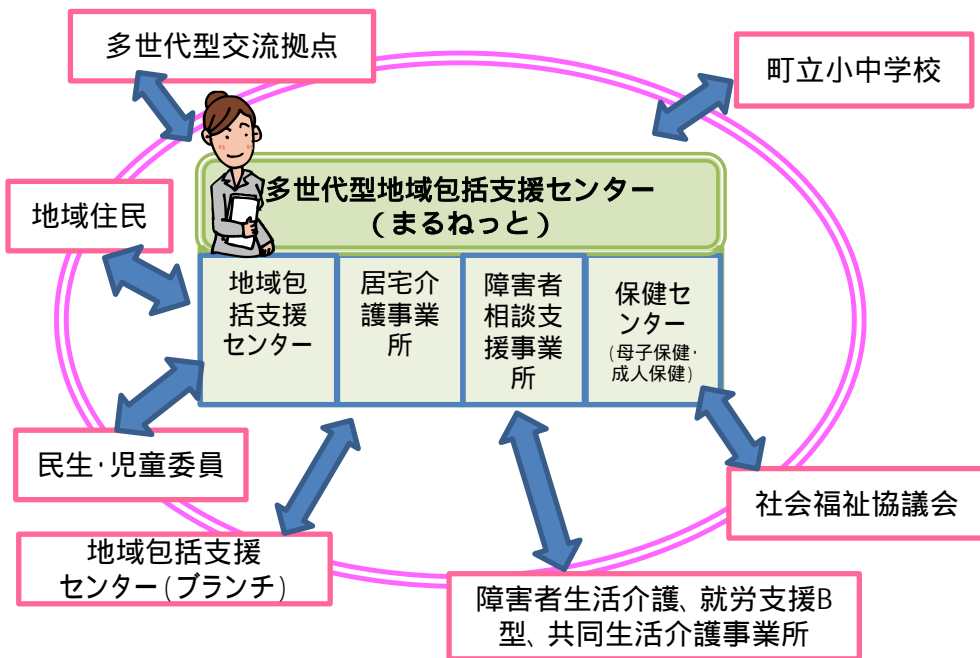 多世代型交流拠点
町立小中学校
多世代型地域包括支援センター
(まるねっと)
地域住民
地域包
括支援
センター
居宅介
護事業
所
障害者
相談支
援事業
所
保健セ
ンター
(母子保健・
成人保健)
民生・児童委員
社会福祉協議会
地域包括支援
センター(ブランチ)
障害者生活介護、就労支援B
型、共同生活介護事業所